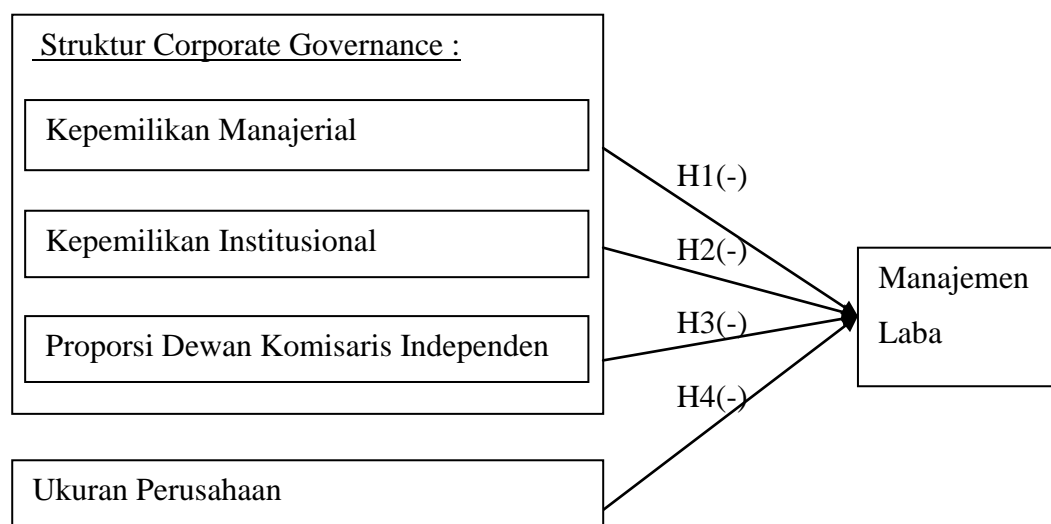 Struktur Corporate Governance :
Kepemilikan Manajerial
H1(-)
Kepemilikan Institusional
H2(-)
Manajemen
Laba
Proporsi Dewan Komisaris Independen
H3(-)
H4(-)
Ukuran Perusahaan